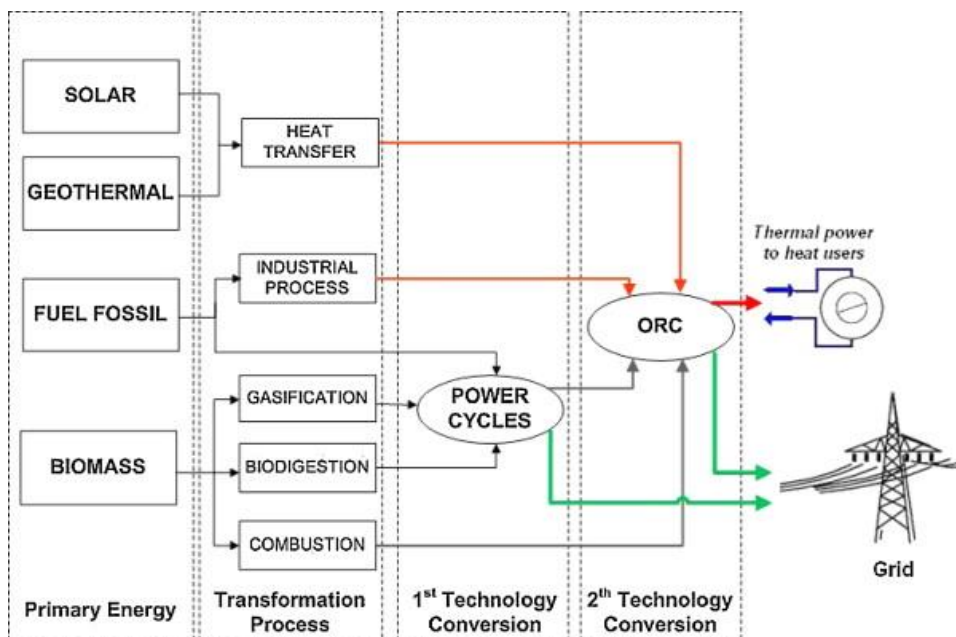 SOLAR
GEOTHERMAL
FUEL FOSSIL
BIOMASS
Primary Energy
HEAT
TRANSFER
INDUSTRIAL
PROCESS
GASIFICATION
BIODIGESTION
COMBUSTION
Transformation
Process
POWER
CYCLES
1st Technology
Conversion
ORC
2th Technology
Conversion
Thermal power
to heat users
Grid